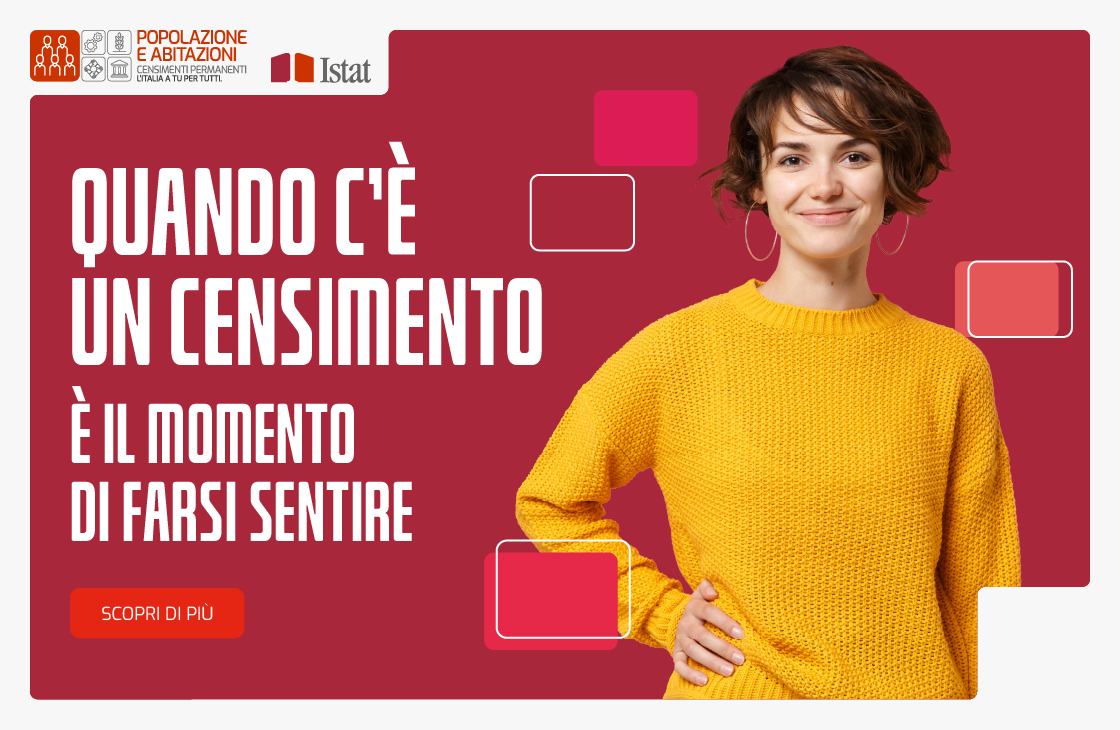 POPOLAZIONE
E ABITAZIONI
CENSIMENTI PERMANENTI
L'ITALIA A TU PER TUTTI.
Istat
QUANDO C'È
UN CENSIMENTO
È IL MOMENTO
DI FARSI SENTIRE
SCOPRI DI PIÙ